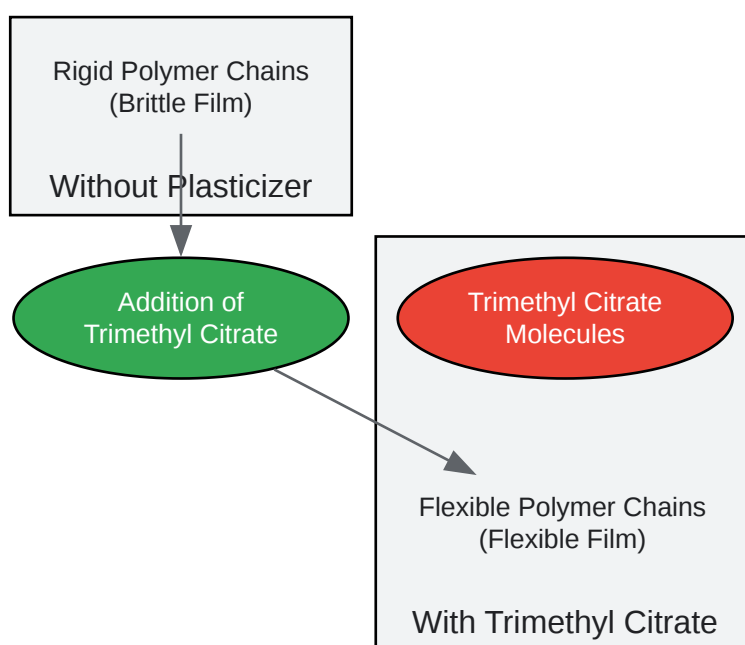 Rigid Polymer Chains
(Brittle Film)
Without Plasticizer
Addition of
Trimethyl Citrate
Trimethyl Citrate
Molecules
Flexible Polymer Chains
(Flexible Film)
With Trimethyl Citrate